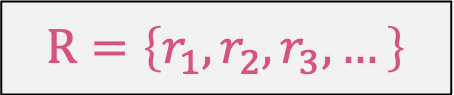 R = {r₁, r₂, r₃, … }